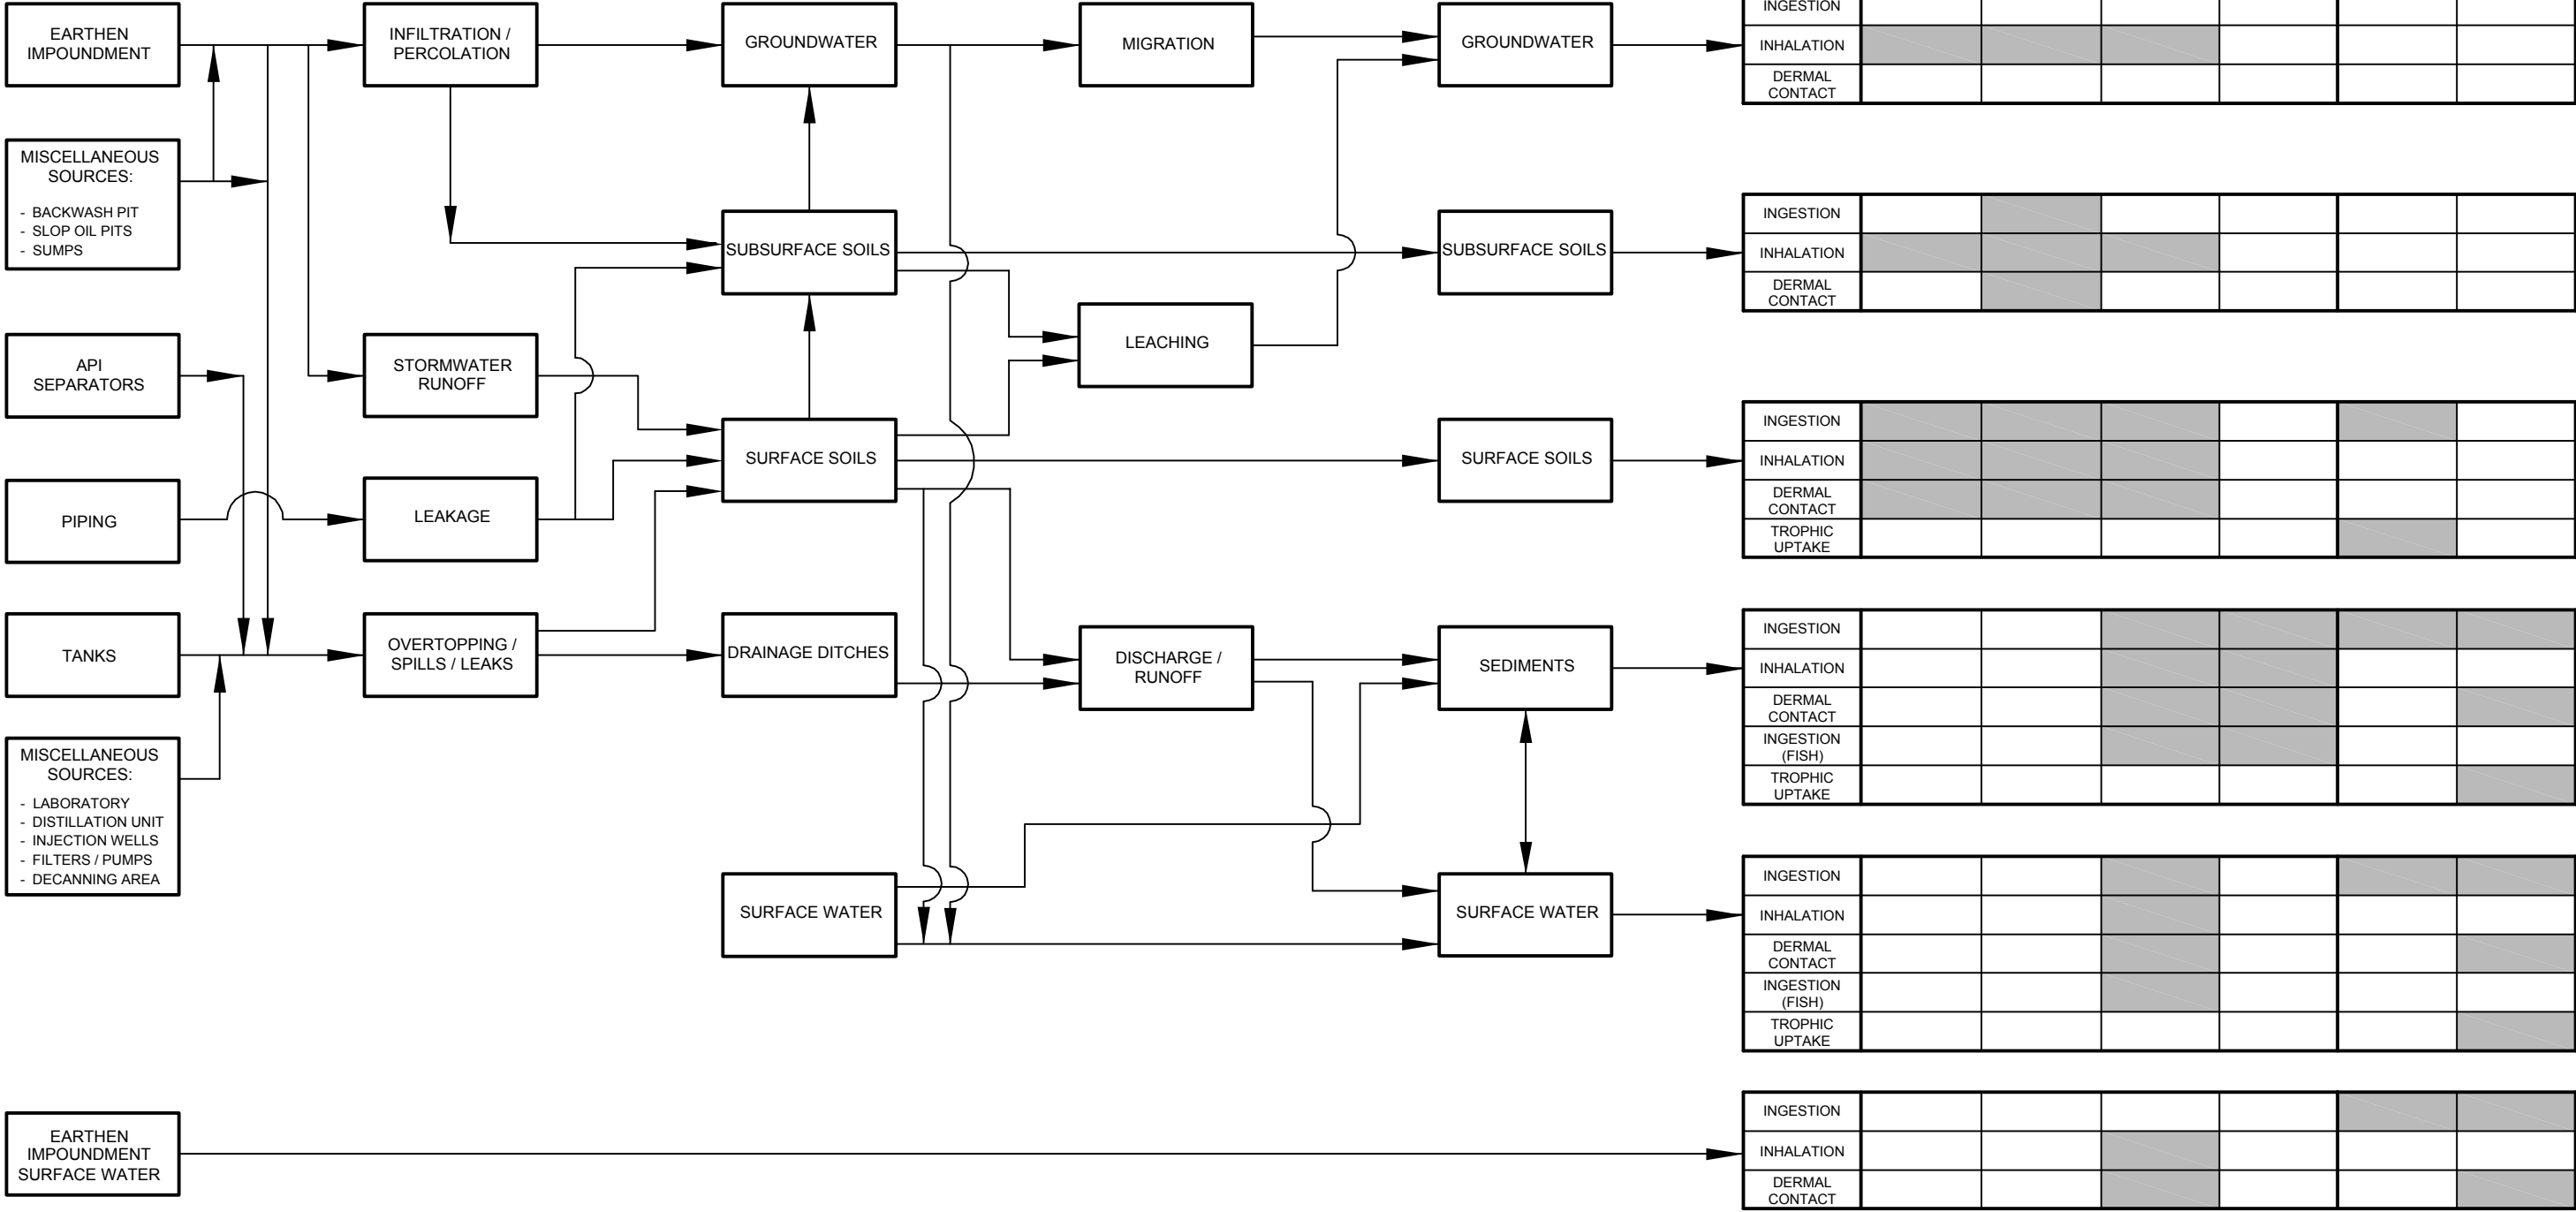 EARTHEN
IMPOUNDMENT
INFILTRATION /
PERCOLATION
GROUNDWATER
MIGRATION
GROUNDWATER
INGESTION
INHALATION
DERMAL
CONTACT
MISCELLANEOUS
SOURCES:
- BACKWASH PIT
- SLOP OIL PITS
- SUMPS
SUBSURFACE SOILS
SUBSURFACE SOILS
INGESTION
INHALATION
DERMAL
CONTACT
API
SEPARATORS
STORMWATER
RUNOFF
LEACHING
PIPING
LEAKAGE
SURFACE SOILS
SURFACE SOILS
INGESTION
INHALATION
DERMAL
CONTACT
TROPHIC
UPTAKE
TANKS
OVERTOPPING /
SPILLS / LEAKS
DRAINAGE DITCHES
DISCHARGE /
RUNOFF
SEDIMENTS
INGESTION
INHALATION
DERMAL
CONTACT
INGESTION
(FISH)
TROPHIC
UPTAKE
MISCELLANEOUS
SOURCES:
- LABORATORY
- DISTILLATION UNIT
- INJECTION WELLS
- FILTERS / PUMPS
- DECANNING AREA
SURFACE WATER
SURFACE WATER
INGESTION
INHALATION
DERMAL
CONTACT
INGESTION
(FISH)
TROPHIC
UPTAKE
EARTHEN
IMPOUNDMENT
SURFACE WATER
INGESTION
INHALATION
DERMAL
CONTACT